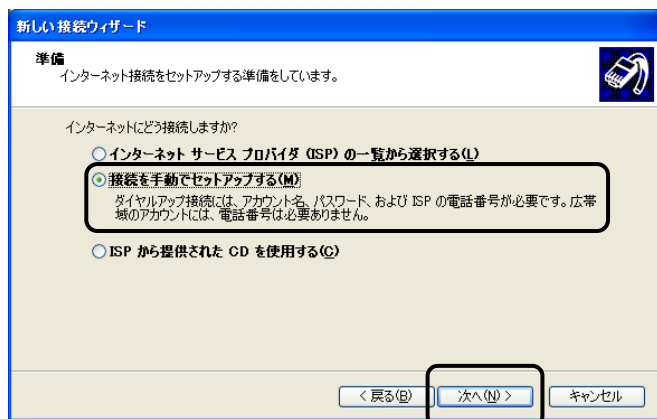 新しい接続ウィザード
準備
インターネット接続をセットアップする準備をしています。
インターネットにどう接続しますか?
インターネット サービス プロバイダ (ISP) の一覧から選択する(L)
接続を手動でセットアップする(M)
ダイヤルアップ接続には、アカウント名、パスワード、および ISP の電話番号が必要です。広帯
域のアカウントには、電話番号は必要ありません。
ISP から提供された CD を使用する(C)
< 戻る(B) 次へ(N) > キャンセル